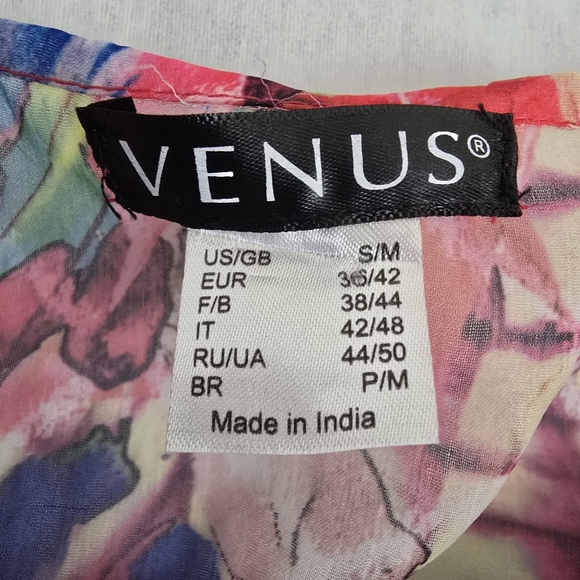 VENUS®
US/GB S/M
EUR 36/42
F/B 38/44
IT 42/48
RU/UA 44/50
BR P/M
Made in India